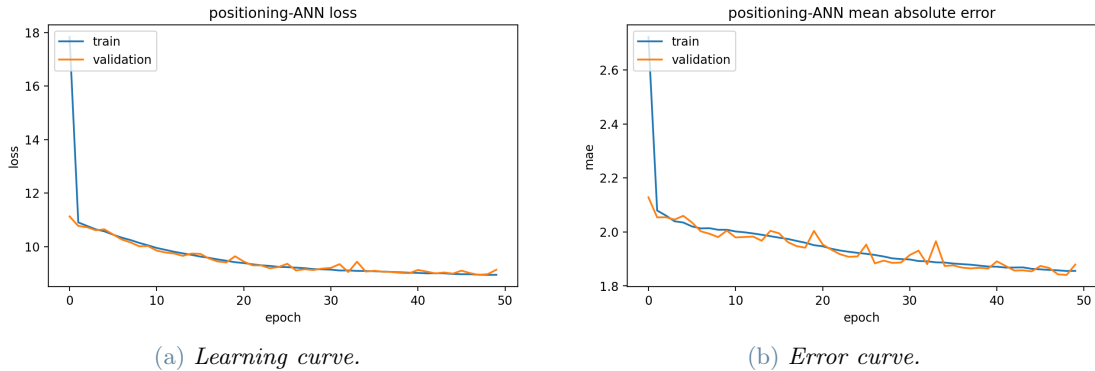 positioning-ANN loss
18
16
14
12
10
loss
train
validation
0 10 20 30 40 50
epoch
(a) Learning curve.
positioning-ANN mean absolute error
2.6
2.4
2.2
2.0
1.8
mae
train
validation
0 10 20 30 40 50
epoch
(b) Error curve.